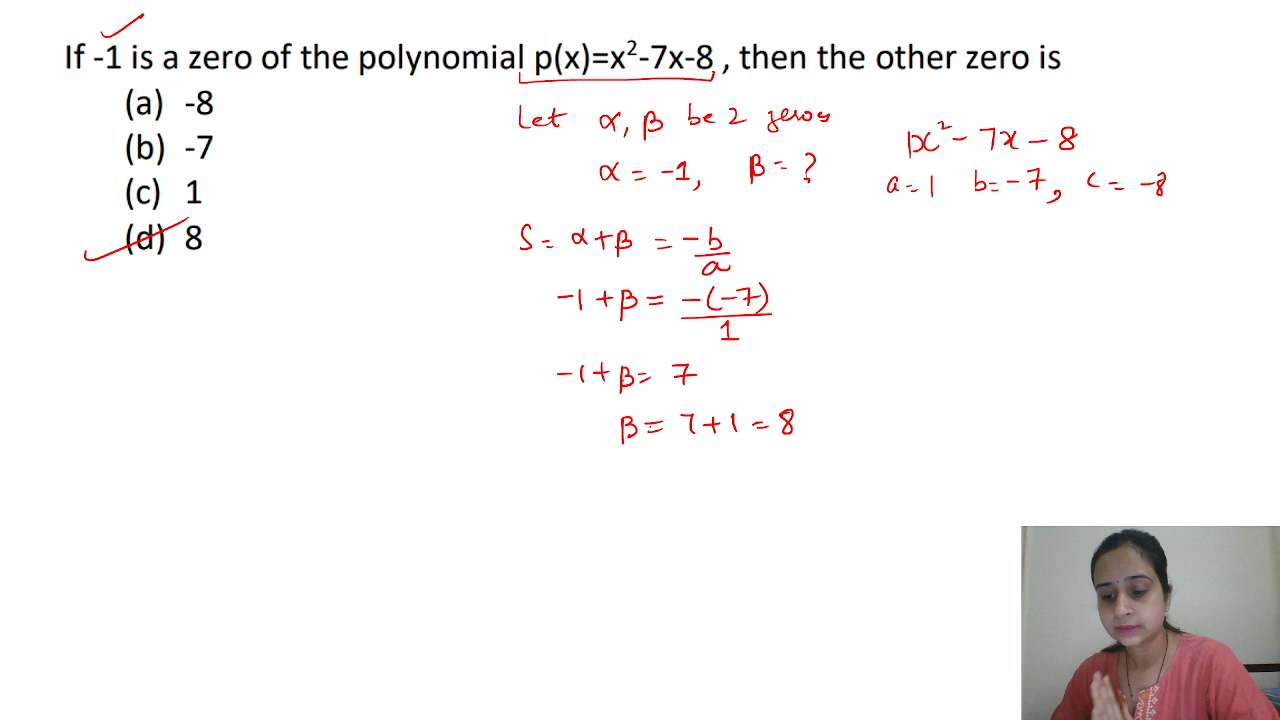 If -1 is a zero of the polynomial p(x)=x²-7x-8 , then the other zero is
(a) -8
(b) -7
(c) 1
(d) 8
Let α, β be 2 zeros
α = -1, β = ?
x² - 7x - 8
a = 1 b = -7, c = -8
S = α+β = -b/a
-1 + β = -(-7)/1
-1 + β = 7
β = 7+1 = 8